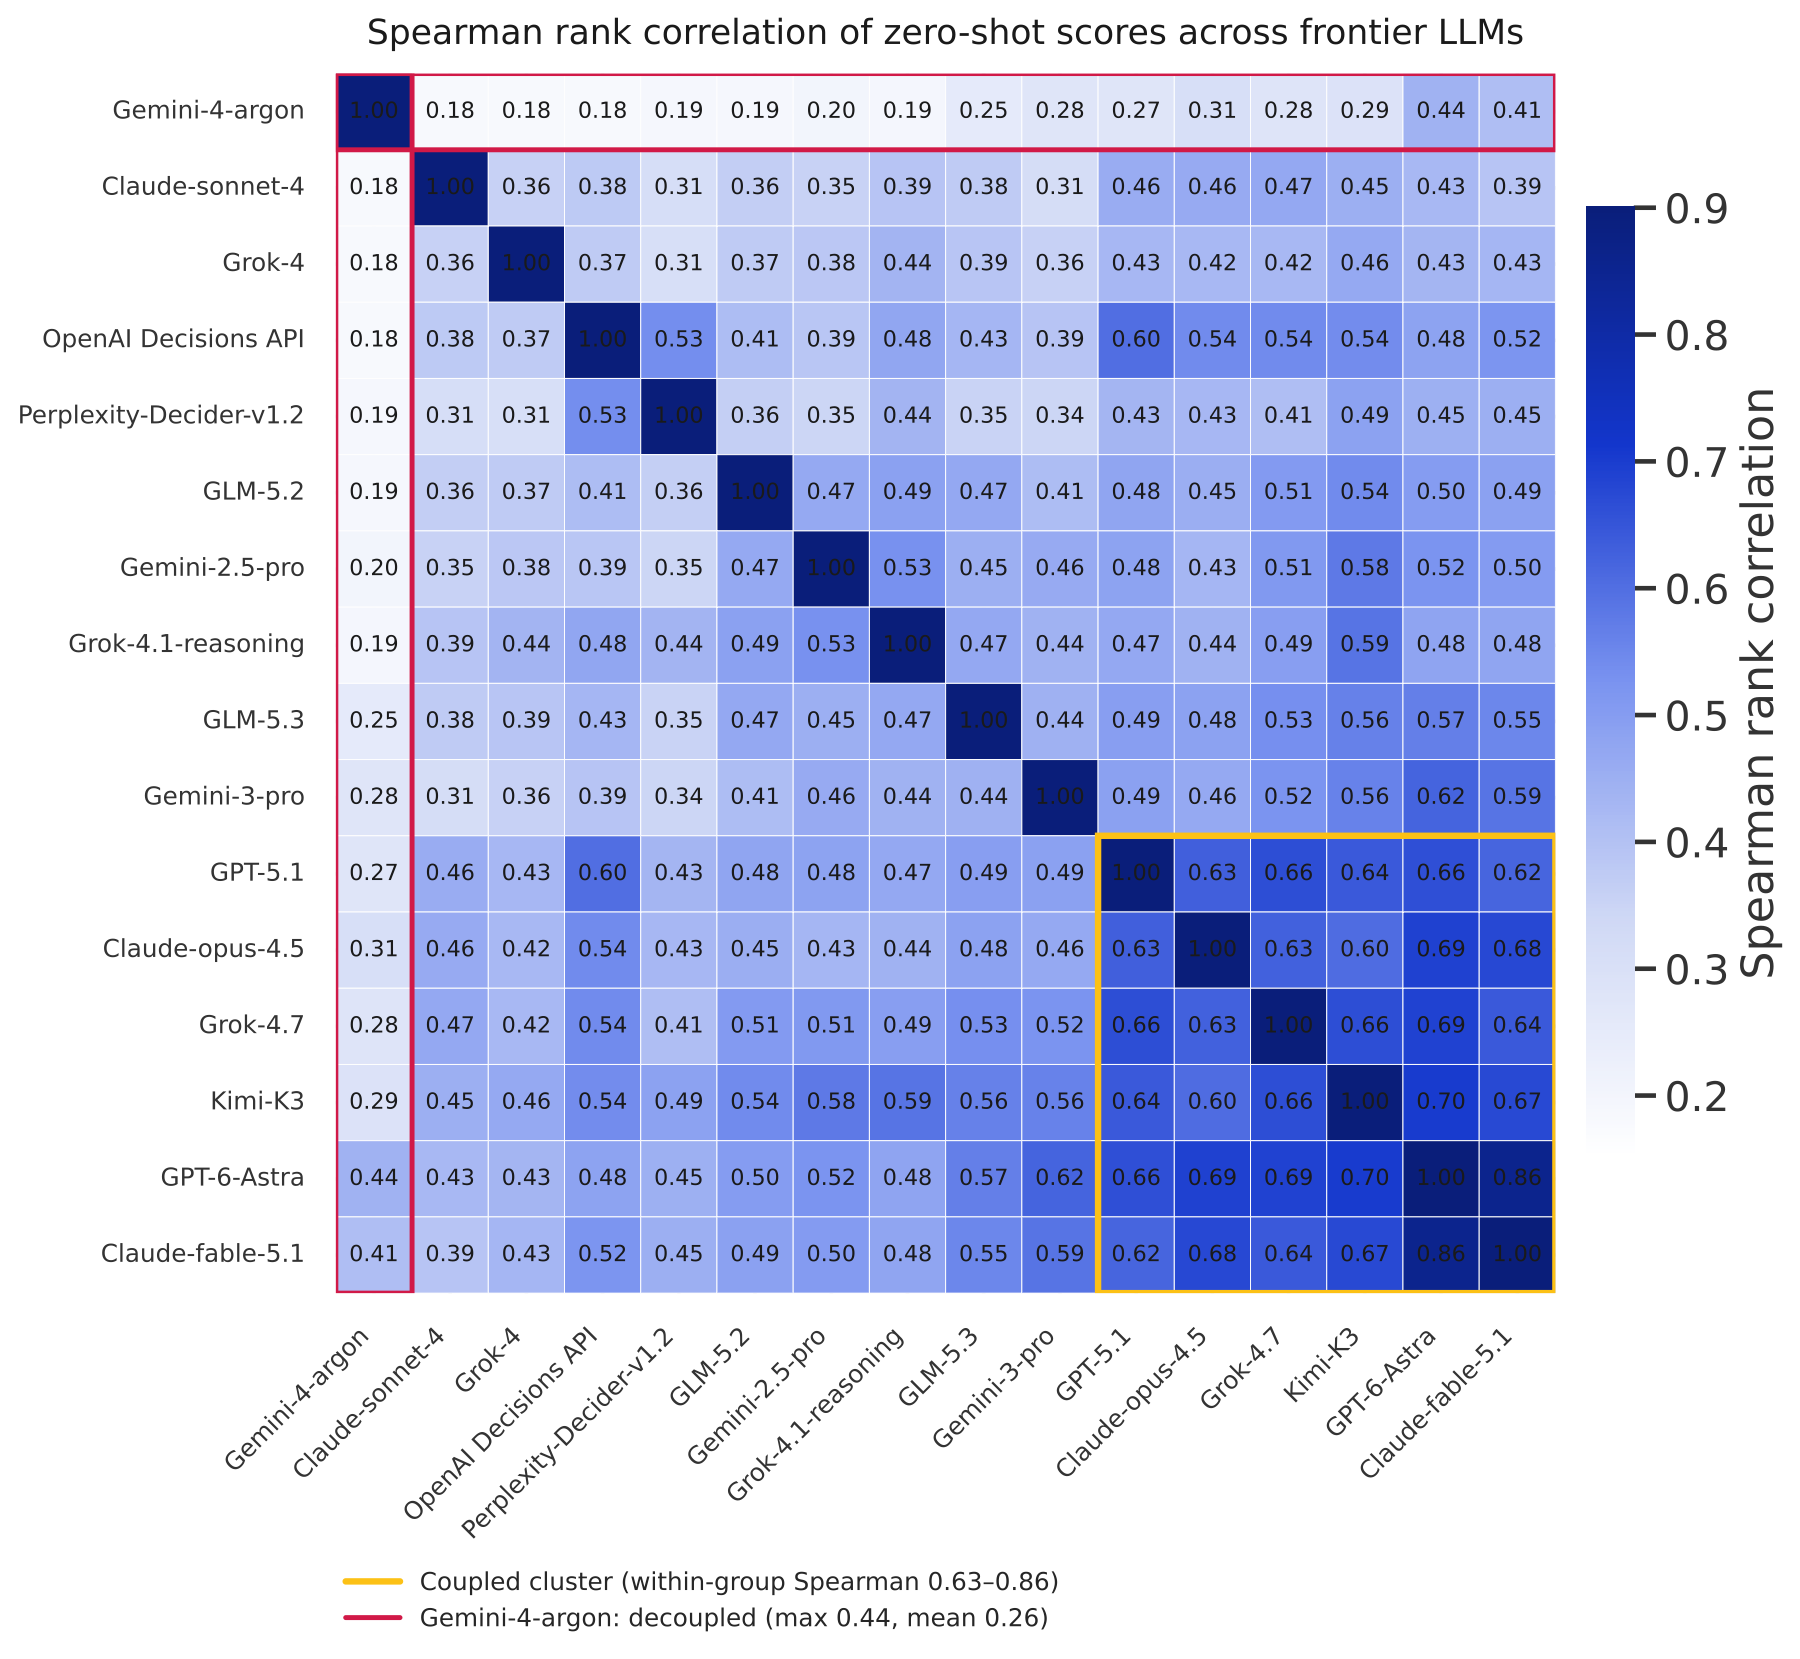 Spearman rank correlation of zero-shot scores across frontier LLMs
Gemini-4-argon 1.00 0.18 0.18 0.18 0.19 0.19 0.20 0.19 0.25 0.28 0.27 0.31 0.28 0.29 0.44 0.41
Claude-sonnet-4 0.18 1.00 0.36 0.38 0.31 0.36 0.35 0.39 0.38 0.31 0.46 0.46 0.47 0.45 0.43 0.39
Grok-4 0.18 0.36 1.00 0.37 0.31 0.37 0.38 0.44 0.39 0.36 0.43 0.42 0.42 0.46 0.43 0.43
OpenAI Decisions API 0.18 0.38 0.37 1.00 0.53 0.41 0.39 0.48 0.43 0.39 0.60 0.54 0.54 0.54 0.48 0.52
Perplexity-Decider-v1.2 0.19 0.31 0.31 0.53 1.00 0.36 0.35 0.44 0.35 0.34 0.43 0.43 0.41 0.49 0.45 0.45
GLM-5.2 0.19 0.36 0.37 0.41 0.36 1.00 0.47 0.49 0.47 0.41 0.48 0.45 0.51 0.54 0.50 0.49
Gemini-2.5-pro 0.20 0.35 0.38 0.39 0.35 0.47 1.00 0.53 0.45 0.46 0.48 0.43 0.51 0.58 0.52 0.50
Grok-4.1-reasoning 0.19 0.39 0.44 0.48 0.44 0.49 0.53 1.00 0.47 0.44 0.47 0.44 0.49 0.59 0.48 0.48
GLM-5.3 0.25 0.38 0.39 0.43 0.35 0.47 0.45 0.47 1.00 0.44 0.49 0.48 0.53 0.56 0.57 0.55
Gemini-3-pro 0.28 0.31 0.36 0.39 0.34 0.41 0.46 0.44 0.44 1.00 0.49 0.46 0.52 0.56 0.62 0.59
GPT-5.1 0.27 0.46 0.43 0.60 0.43 0.48 0.48 0.47 0.49 0.49 1.00 0.63 0.66 0.64 0.66 0.62
Claude-opus-4.5 0.31 0.46 0.42 0.54 0.43 0.45 0.43 0.44 0.48 0.46 0.63 1.00 0.63 0.60 0.69 0.68
Grok-4.7 0.28 0.47 0.42 0.54 0.41 0.51 0.51 0.49 0.53 0.52 0.66 0.63 1.00 0.66 0.69 0.64
Kimi-K3 0.29 0.45 0.46 0.54 0.49 0.54 0.58 0.59 0.56 0.56 0.64 0.60 0.66 1.00 0.70 0.67
GPT-6-Astra 0.44 0.43 0.43 0.48 0.45 0.50 0.52 0.48 0.57 0.62 0.66 0.69 0.69 0.70 1.00 0.86
Claude-fable-5.1 0.41 0.39 0.43 0.52 0.45 0.49 0.50 0.48 0.55 0.59 0.62 0.68 0.64 0.67 0.86 1.00
Gemini-4-argon
Claude-sonnet-4
Grok-4
OpenAI Decisions API
Perplexity-Decider-v1.2
GLM-5.2
Gemini-2.5-pro
Grok-4.1-reasoning
GLM-5.3
Gemini-3-pro
GPT-5.1
Claude-opus-4.5
Grok-4.7
Kimi-K3
GPT-6-Astra
Claude-fable-5.1
0.9
0.8
0.7
0.6
0.5
0.4
0.3
0.2
Spearman rank correlation
Coupled cluster (within-group Spearman 0.63–0.86)
Gemini-4-argon: decoupled (max 0.44, mean 0.26)